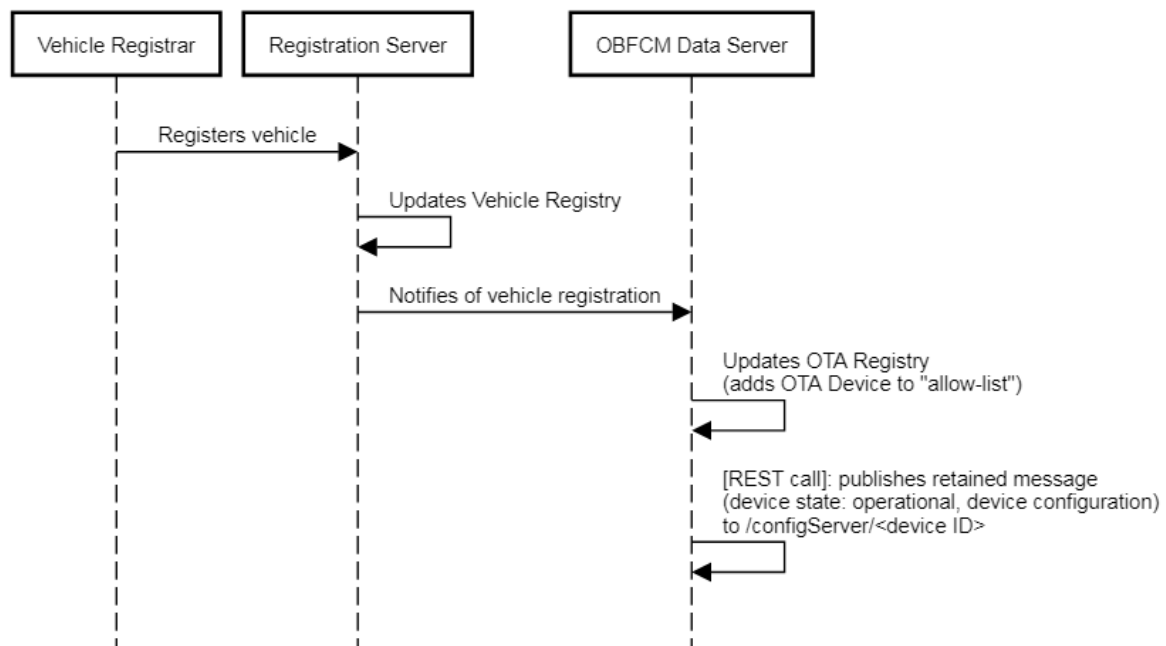 Vehicle Registrar
Registration Server
OBFCM Data Server
Registers vehicle
Updates Vehicle Registry
Notifies of vehicle registration
Updates OTA Registry
(adds OTA Device to "allow-list")
[REST call]: publishes retained message
(device state: operational, device configuration)
to /configServer/<device ID>